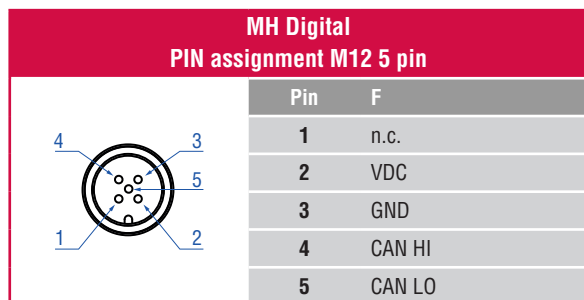 MH Digital
PIN assignment M12 5 pin
Pin F
1 n.c.
2 VDC
3 GND
4 CAN HI
5 CAN LO
4 3
5
1 2